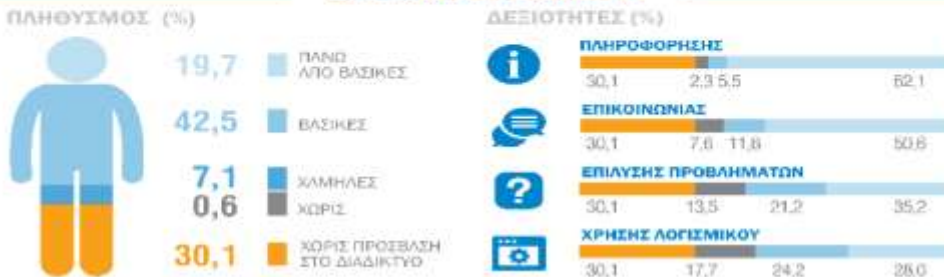 ΠΛΗΘΥΣΜΟΣ (%)
19,7 ΠΑΝΩ ΑΠΟ ΒΑΣΙΚΕΣ
42,5 ΒΑΣΙΚΕΣ
7,1 ΧΑΜΗΛΕΣ
0,6 ΧΩΡΙΣ
30,1 ΧΩΡΙΣ ΠΡΟΣΒΑΣΗ ΣΤΟ ΔΙΑΔΙΚΤΥΟ
ΔΕΞΙΟΤΗΤΕΣ (%)
ΠΛΗΡΟΦΟΡΗΣΗΣ
30,1 2,3 5,5 62,1
ΕΠΙΚΟΙΝΩΝΙΑΣ
30,1 7,6 11,6 50,6
ΕΠΙΛΥΣΗΣ ΠΡΟΒΛΗΜΑΤΩΝ
30,1 13,5 21,2 35,2
ΧΡΗΣΗΣ ΛΟΓΙΣΜΙΚΟΥ
30,1 17,7 24,2 28,0